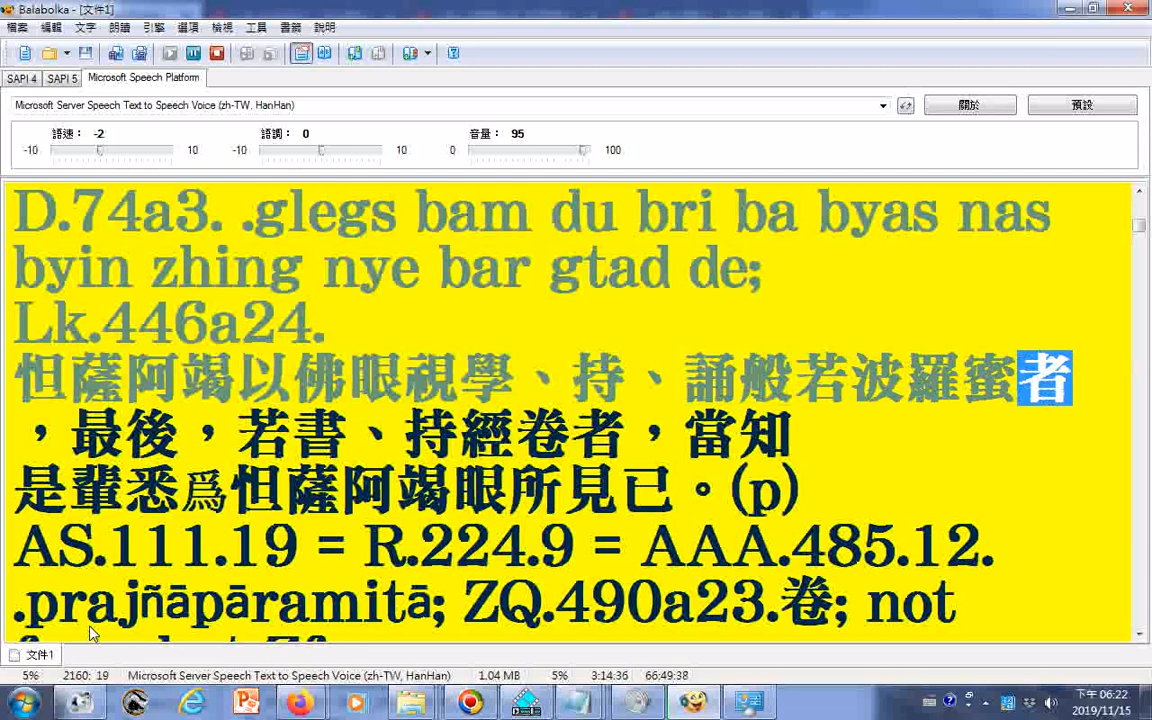 Balabolka - [文件1]
檔案 編輯 文字 朗讀 引擎 選項 檢視 工具 書籤 說明
SAPI 4 SAPI 5 Microsoft Speech Platform
Microsoft Server Speech Text to Speech Voice (zh-TW, HanHan) 關於 預設
語速： -2 語調： 0 音量： 95
-10 10 -10 10 0 100
D.74a3. .glegs bam du bri ba byas nas
byin zhing nye bar gtad de;
Lk.446a24.
怛薩阿竭以佛眼視學、持、誦般若波羅蜜者
，最後，若書、持經卷者，當知
是輩悉爲怛薩阿竭眼所見已。(p)
AS.111.19 = R.224.9 = AAA.485.12.
.prajñāpāramitā; ZQ.490a23.卷; not
文件1
5% 2160: 19 Microsoft Server Speech Text to Speech Voice (zh-TW, HanHan) 1.04 MB 5% 3:14:36 66:49:38
下午 06:22
2019/11/15